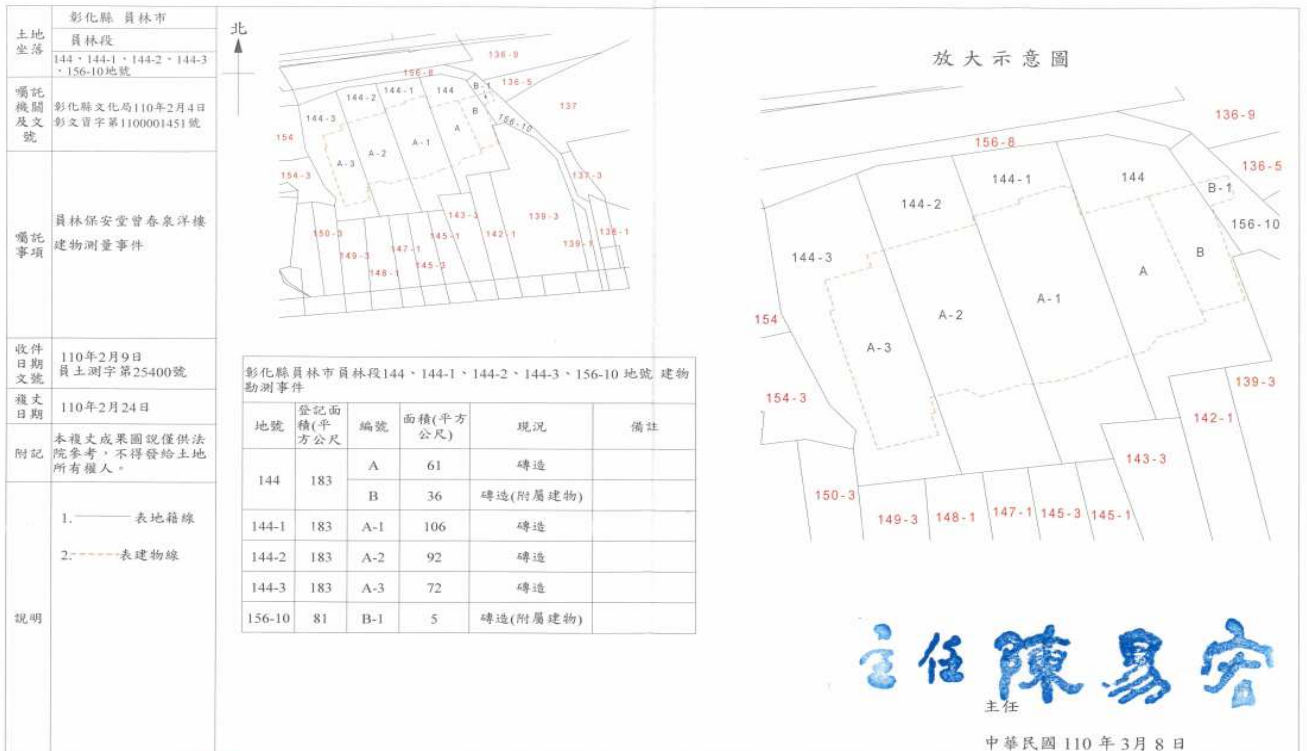 土地坐落
彰化縣 員林市
員林段
144、144-1、144-2、144-3
、156-10地號
囑託機關及文號
彰化縣文化局110年2月4日
彰文資字第1100001451號
囑託事項
員林保安堂曾春泉洋樓
建物測量事件
收件日期文號
110年2月9日
員土測字第25400號
複丈日期
110年2月24日
附記
本複丈成果圖說僅供法
院參考，不得發給土地
所有權人。
說明
1. 表地籍線
2. 表建物線
北
136-9
156-8
136-5
B-1
144
144-1
144-2
144-3
B
137
156-10
154
A
A-1
A-2
A-3
154-3
137-3
143-3
139-3
150-3
147-1
145-1
142-1
138-1
139-1
149-3
148-1
145-3
彰化縣員林市員林段144、144-1、144-2、144-3、156-10 地號 建物
勘測事件
地號 登記面積(平方公尺 編號 面積(平方公尺) 現況 備註
144 183 A 61 磚造
B 36 磚造(附屬建物)
144-1 183 A-1 106 磚造
144-2 183 A-2 92 磚造
144-3 183 A-3 72 磚造
156-10 81 B-1 5 磚造(附屬建物)
放大示意圖
136-9
156-8
136-5
144
144-1
B-1
144-2
156-10
144-3
B
A
A-1
A-2
154
A-3
139-3
154-3
142-1
143-3
150-3
149-3
148-1
147-1
145-3
145-1
主任 陳易宏
主任
中華民國 110 年 3月 8 日